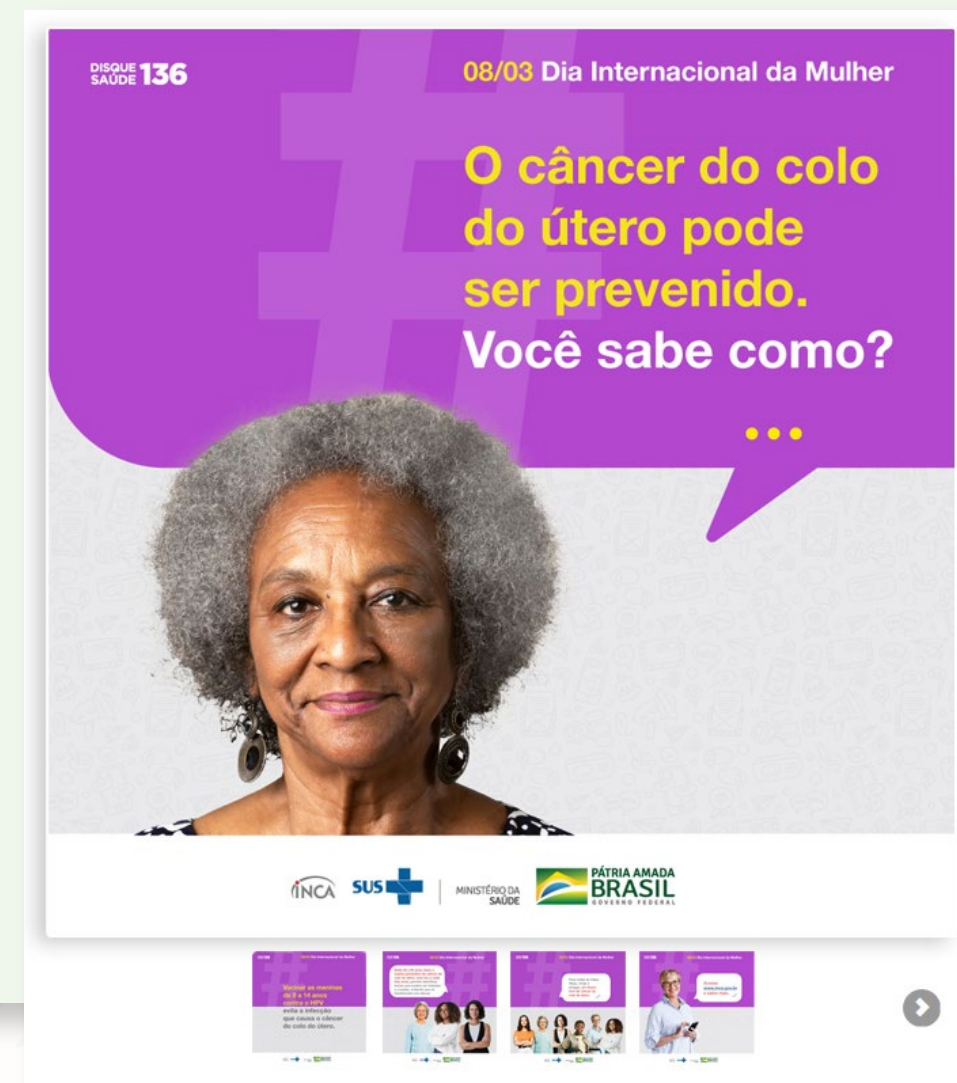 DISQUE
SAÚDE 136
08/03 Dia Internacional da Mulher
O câncer do colo
do útero pode
ser prevenido.
Você sabe como?
...
INCA
SUS
MINISTÉRIO DA
SAÚDE
PÁTRIA AMADA
BRASIL
GOVERNO FEDERAL
Vacinar as meninas
de 9 a 14 anos
contra o HPV
evita a infecção
que causa o câncer
do colo do útero.